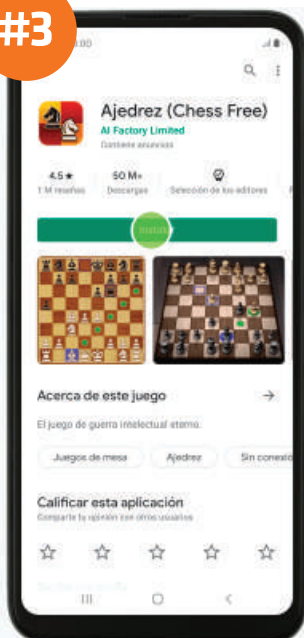 #3
:00
Ajedrez (Chess Free)
AI Factory Limited
Contiene anuncios
4.5★
1 M reseñas
50 M+
Descargas
Selección de los editores
Acerca de este juego
El juego de guerra intelectual eterno.
Juegos de mesa
Ajedrez
Sin conexió
Calificar esta aplicación
Comparte tu opinión con otros usuarios